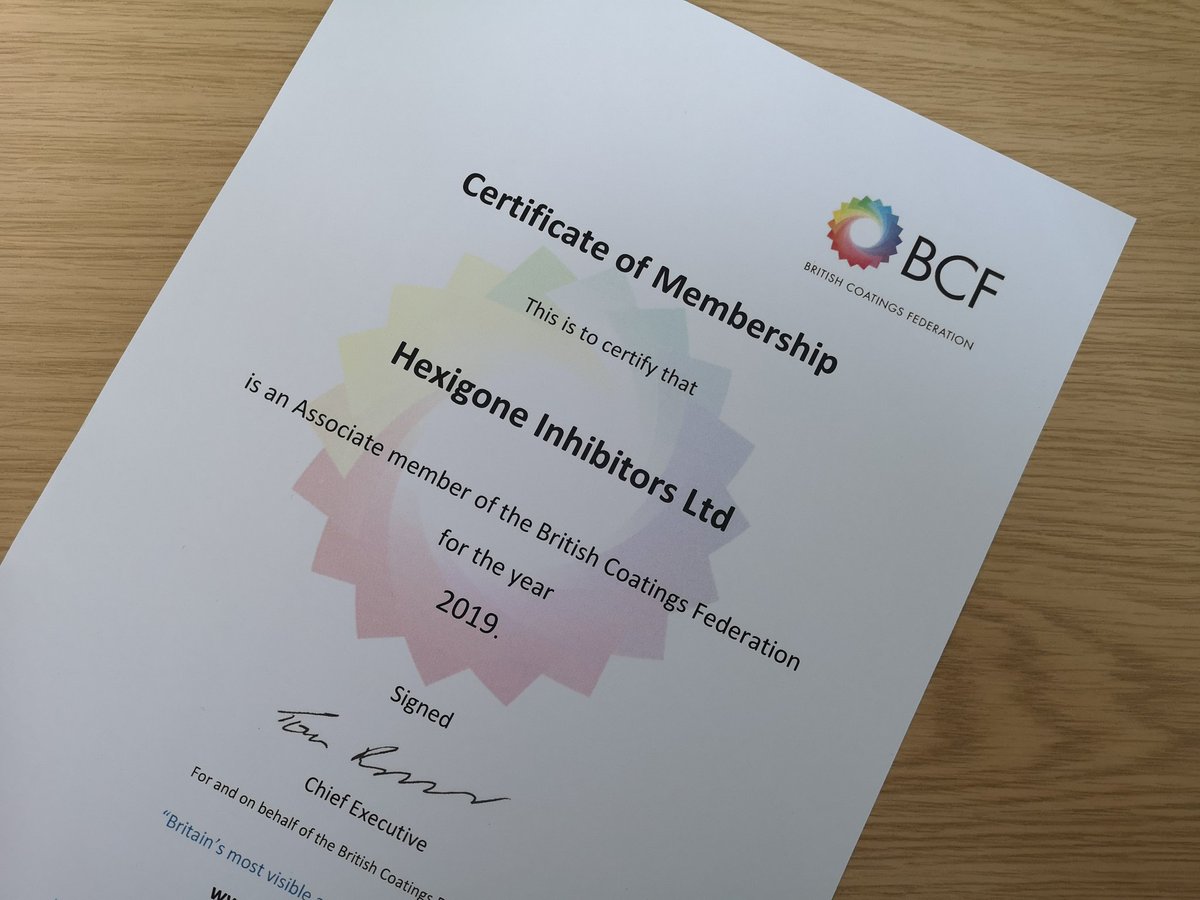 BCF
BRITISH COATINGS FEDERATION
Certificate of Membership
This is to certify that
Hexigone Inhibitors Ltd
is an Associate member of the British Coatings Federation
for the year
2019.
Signed
Chief Executive
For and on behalf of the British Coatings
"Britain's most visible